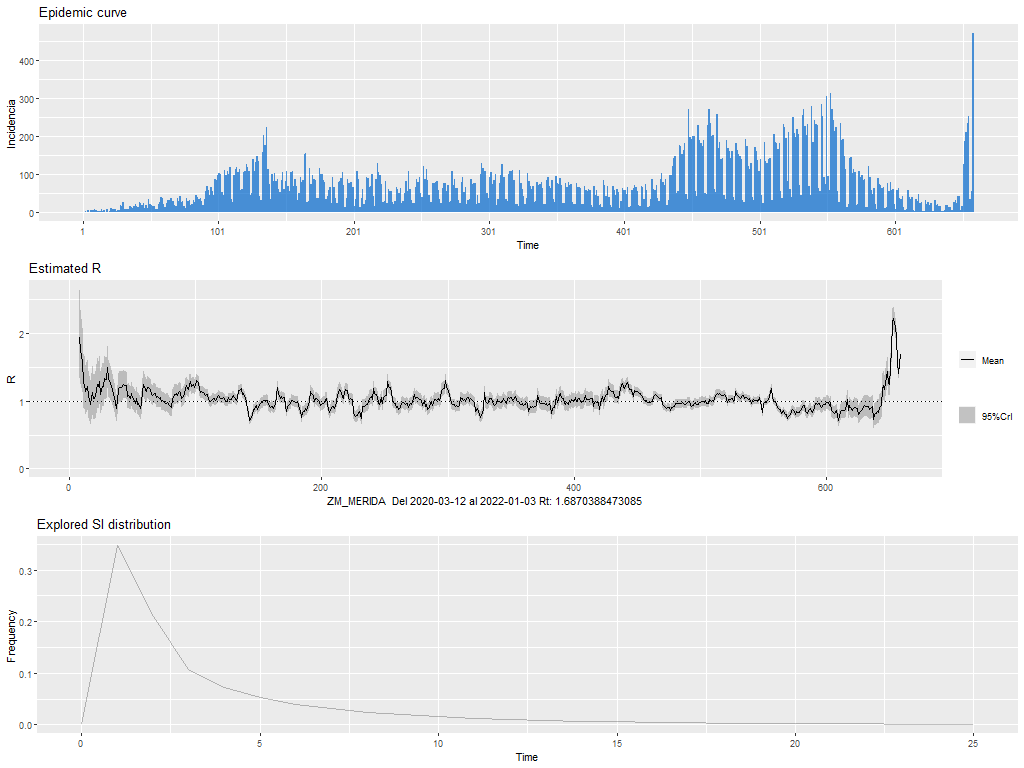 Epidemic curve
400
300
200
100
0
Incidencia
1
101
201
301
401
501
601
Time
Estimated R
2
1
0
R
Mean
95%CrI
0
200
400
600
ZM_MERIDA Del 2020-03-12 al 2022-01-03 Rt: 1.6870388473085
Explored SI distribution
0.3
0.2
0.1
0.0
Frequency
0
5
10
15
20
25
Time